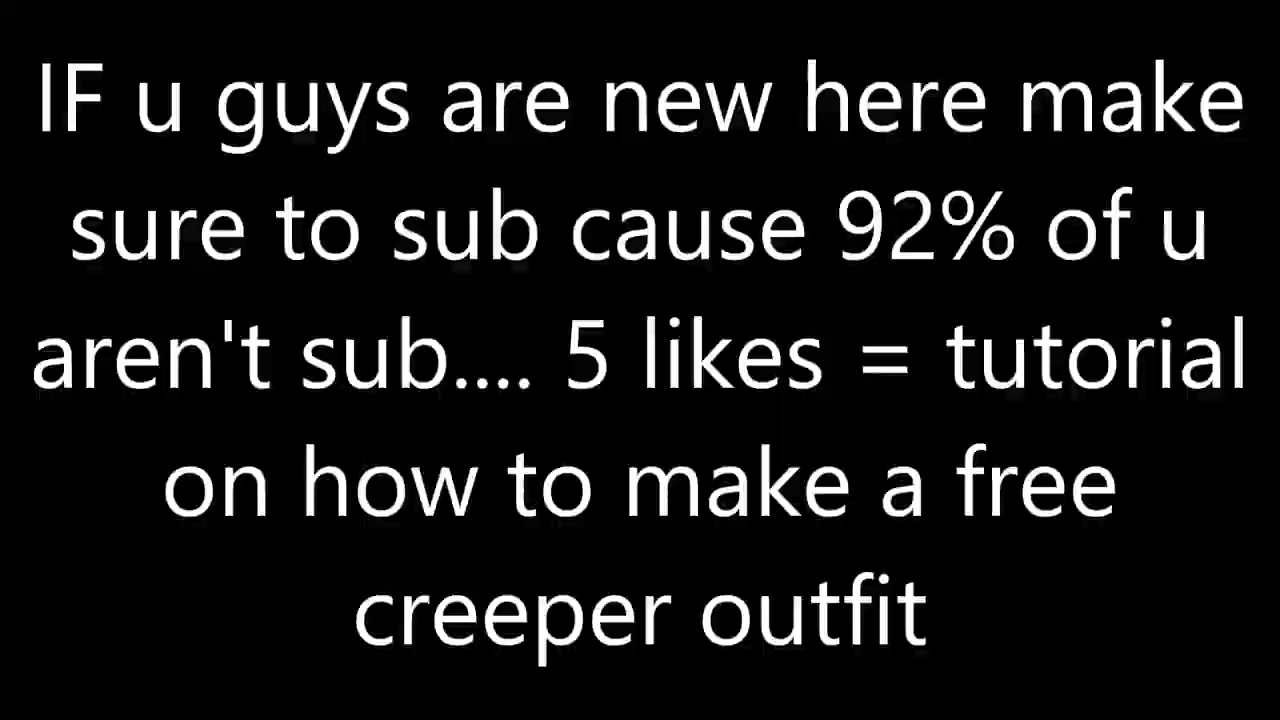 IF u guys are new here make
sure to sub cause 92% of u
aren't sub.... 5 likes = tutorial
on how to make a free
creeper outfit